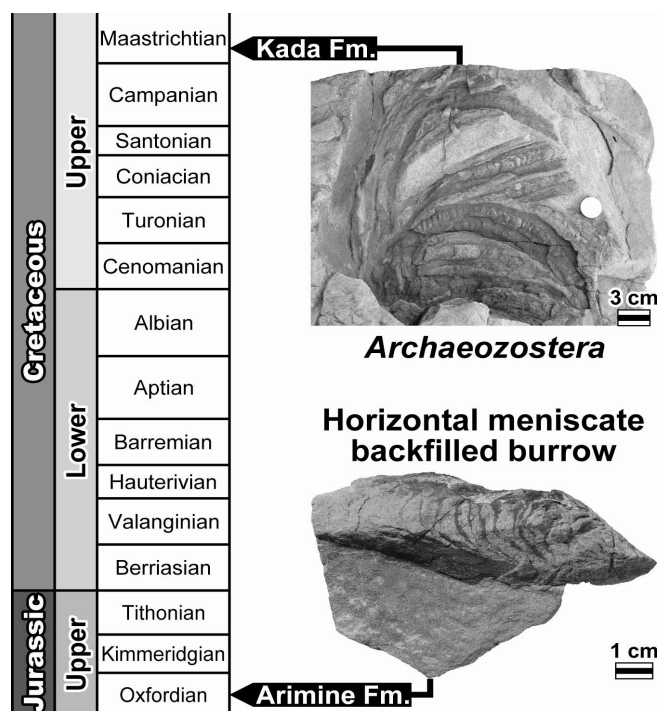 Cretaceous
Jurassic
Upper
Lower
Upper
Maastrichtian
Campanian
Santonian
Coniacian
Turonian
Cenomanian
Albian
Aptian
Barremian
Hauterivian
Valanginian
Berriasian
Tithonian
Kimmeridgian
Oxfordian
Kada Fm.
3 cm
Archaeozostera
Horizontal meniscate
backfilled burrow
1 cm
Arimine Fm.